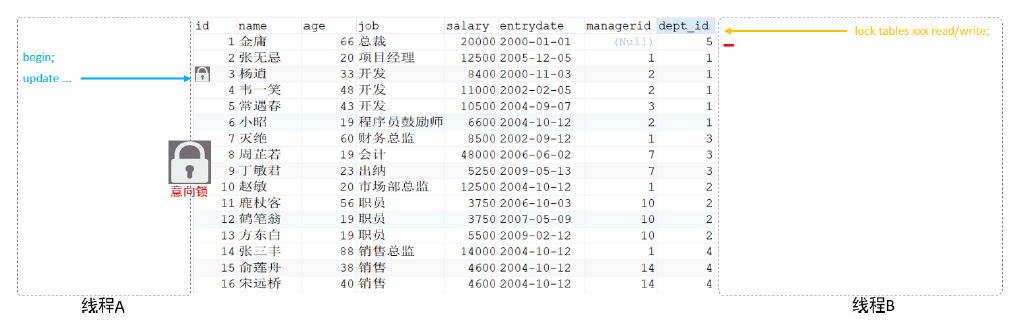 id name age job salary entrydate managerid dept_id
1 金庸 66 总裁 20000 2000-01-01 (Null) 5
2 张无忌 20 项目经理 12500 2005-12-05 1 1
3 杨逍 33 开发 8400 2000-11-03 2 1
4 韦一笑 48 开发 11000 2002-02-05 2 1
5 常遇春 43 开发 10500 2004-09-07 3 1
6 小昭 19 程序员鼓励师 6600 2004-10-12 2 1
7 灭绝 60 财务总监 8500 2002-09-12 1 3
8 周芷若 19 会计 48000 2006-06-02 7 3
9 丁敏君 23 出纳 5250 2009-05-13 7 3
10 赵敏 20 市场部总监 12500 2004-10-12 1 2
11 鹿杖客 56 职员 3750 2006-10-03 10 2
12 鹤笔翁 19 职员 3750 2007-05-09 10 2
13 方东白 19 职员 5500 2009-02-12 10 2
14 张三丰 88 销售总监 14000 2004-10-12 1 4
15 俞莲舟 38 销售 4600 2004-10-12 14 4
16 宋远桥 40 销售 4600 2004-10-12 14 4
begin;
update ...
意向锁
线程A
lock tables xxx read/write;
线程B